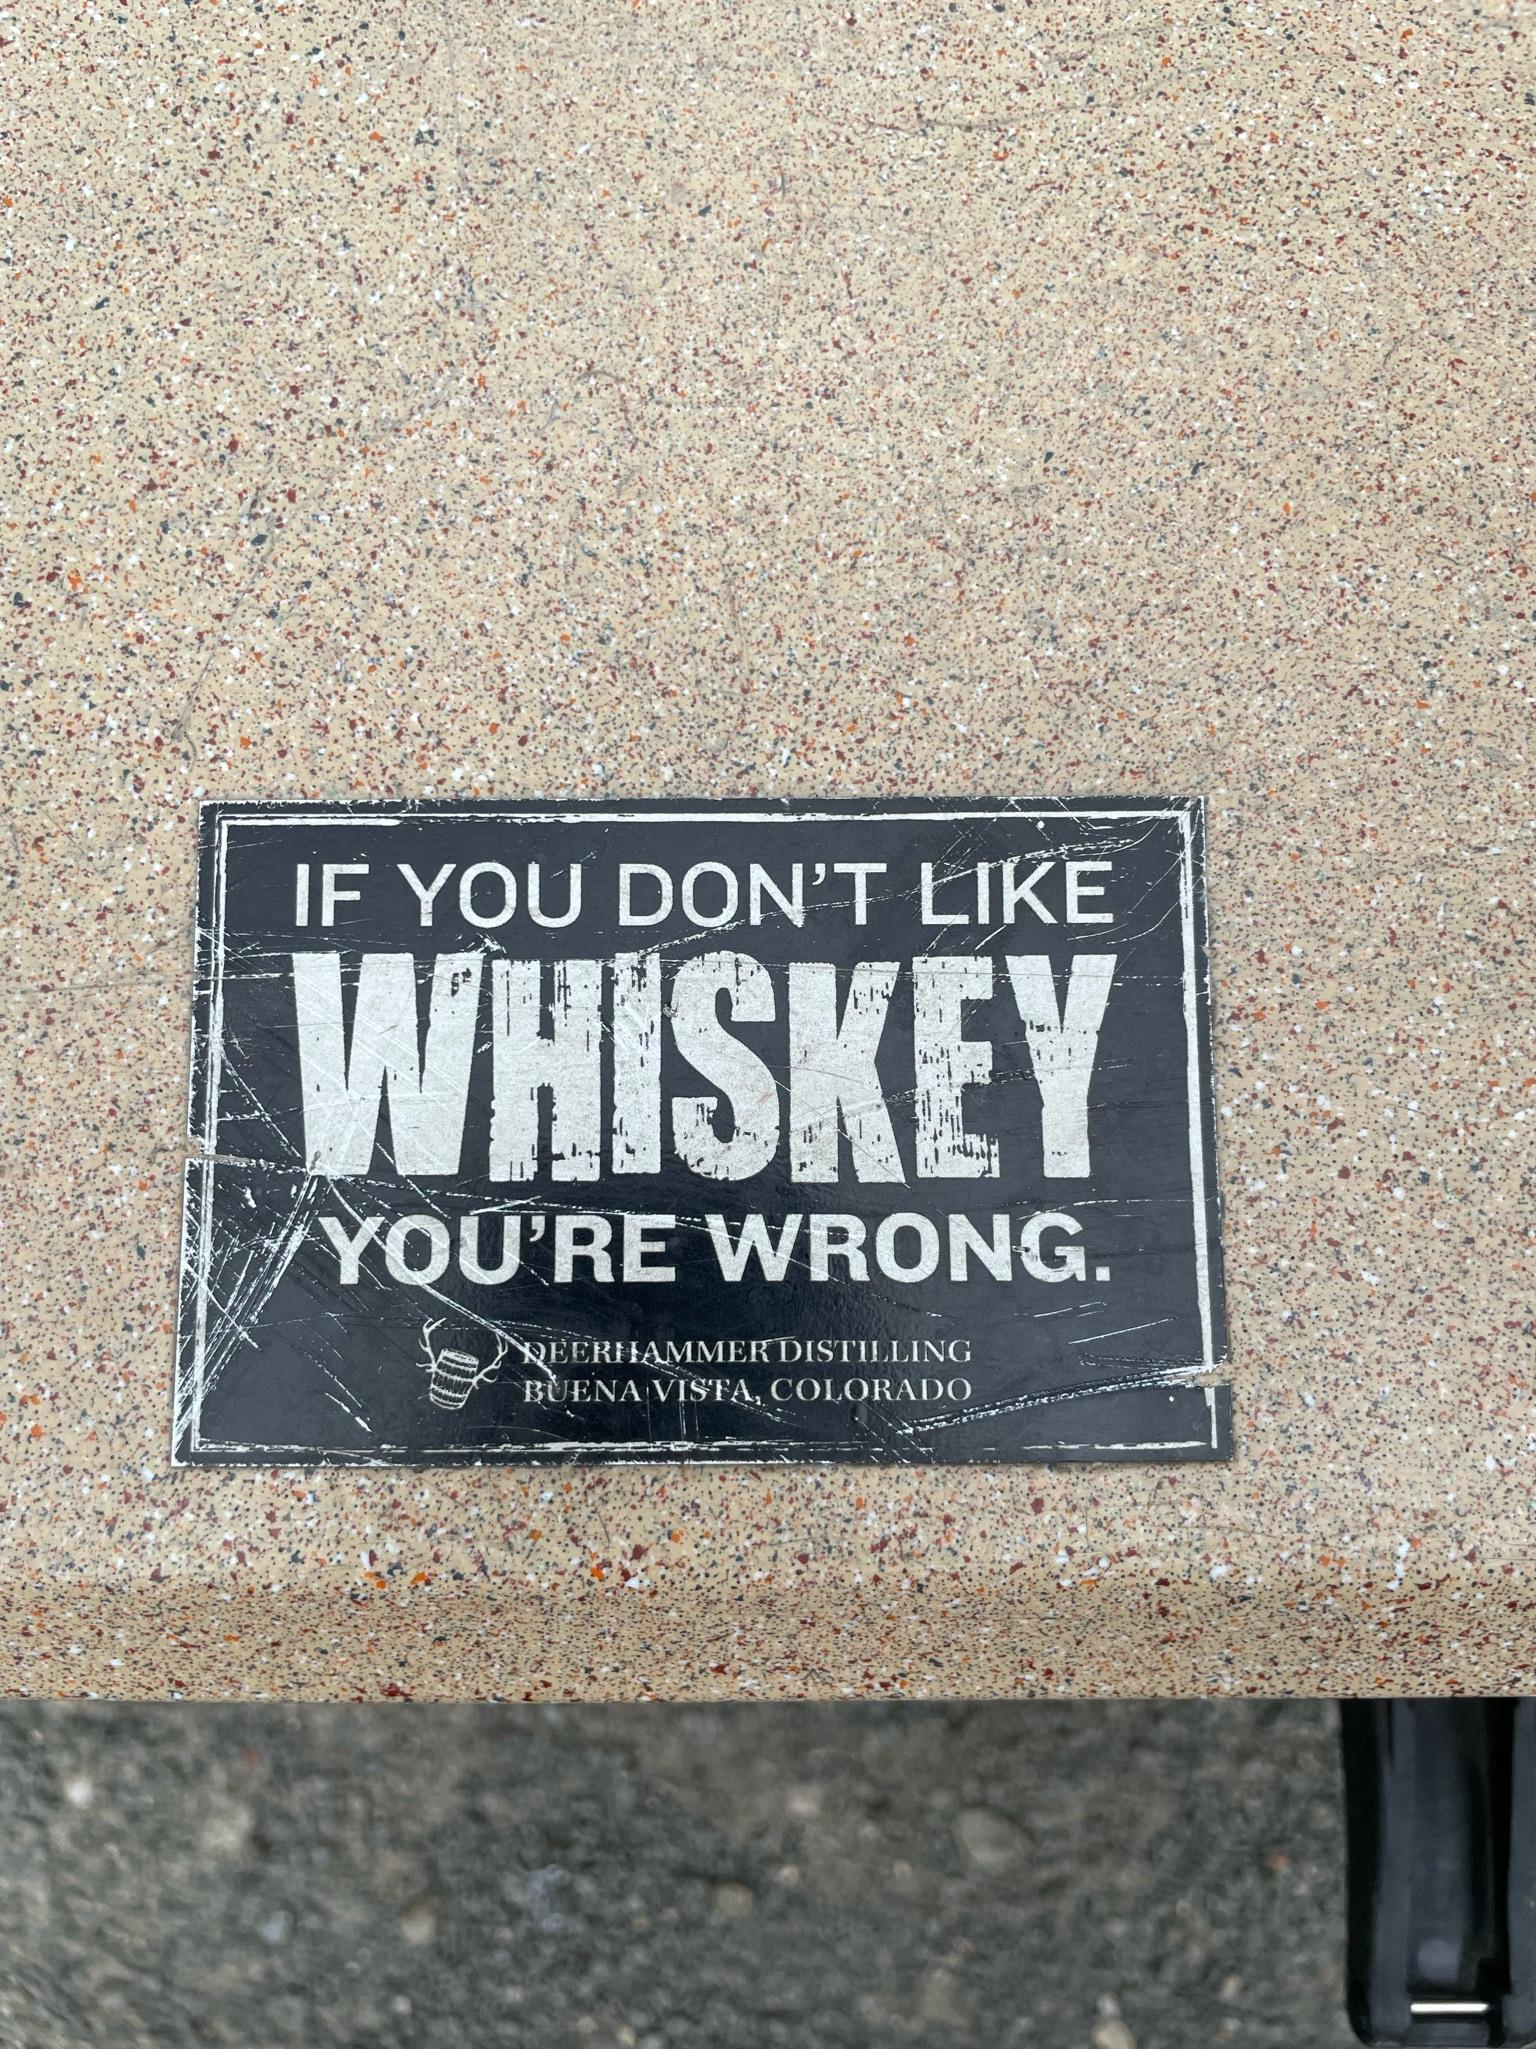 IF YOU DON'T LIKE
WHISKEY
YOU'RE WRONG.
DEERHAMMER DISTILLING
BUENA VISTA, COLORADO